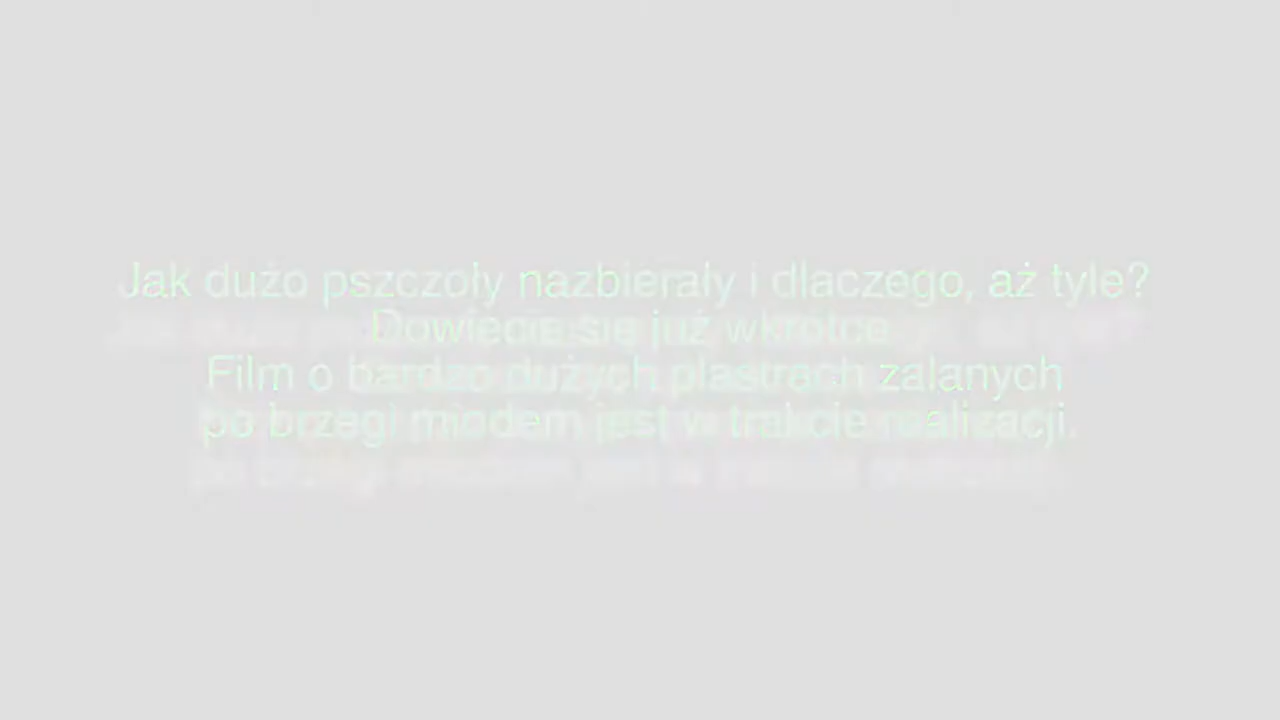 Jak dużo pszczoły nazbierały i dlaczego, aż tyle?
Dowiecie się już wkrótce
Film o bardzo dużych plastrach zalanych
po brzegi miodem jest w trakcie realizacji.